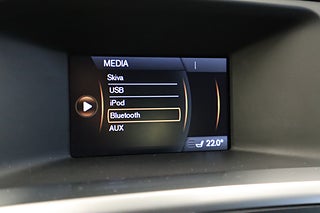 MEDIA
Skiva
USB
iPod
Bluetooth
AUX
22.0°